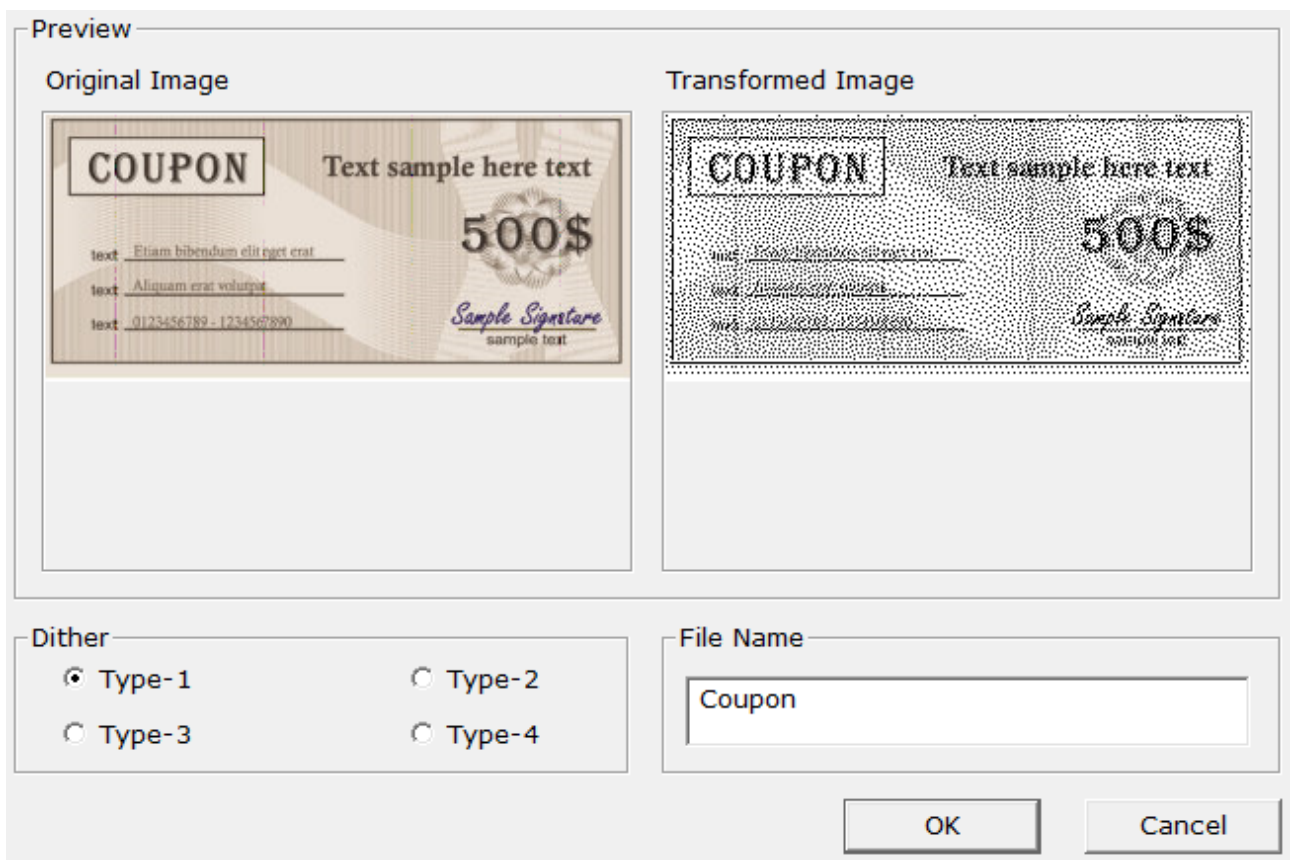 Preview
Original Image
Transformed Image
COUPON
Text sample here text
500$
text Etiam bibendum elit eget erat
text Aliquam erat volutpat
text 0123456789 - 1234567890
Sample Signature
sample text
COUPON
Text sample here text
500$
Sample Signature
sample text
Dither
Type-1
Type-2
Type-3
Type-4
File Name
Coupon
OK
Cancel